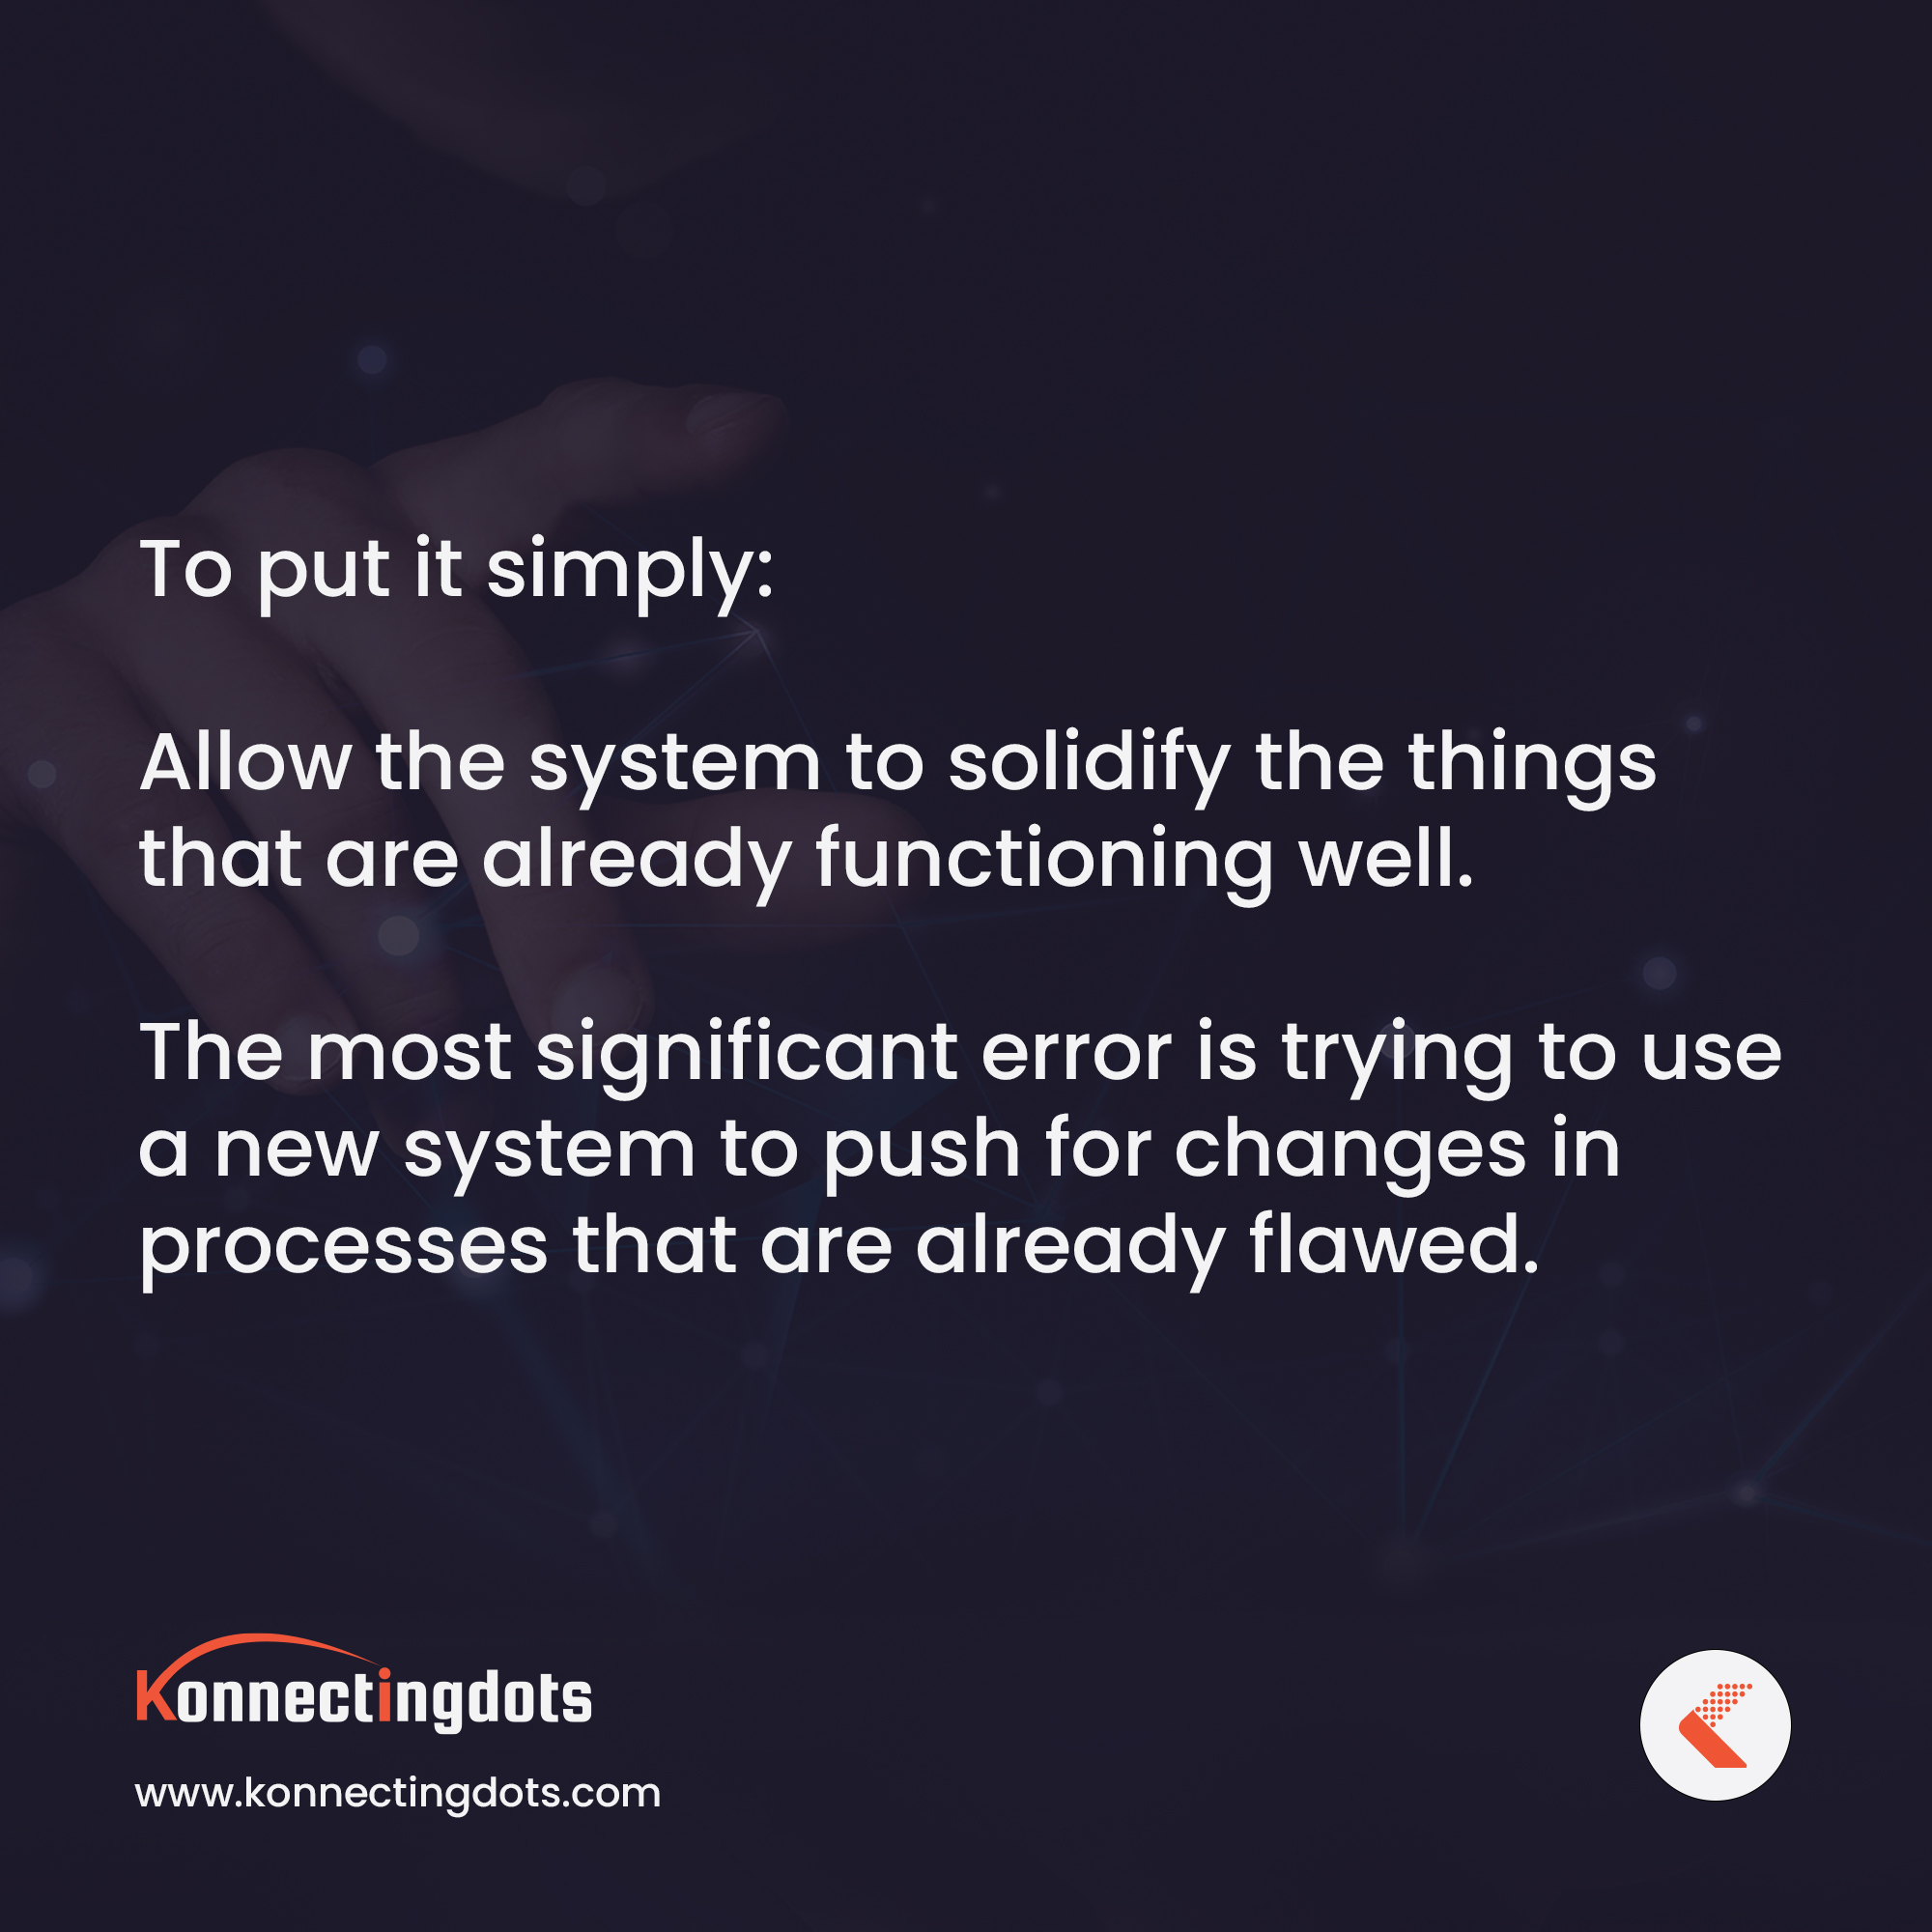 To put it simply:
Allow the system to solidify the things
that are already functioning well.
The most significant error is trying to use
a new system to push for changes in
processes that are already flawed.
Konnectingdots
www.konnectingdots.com